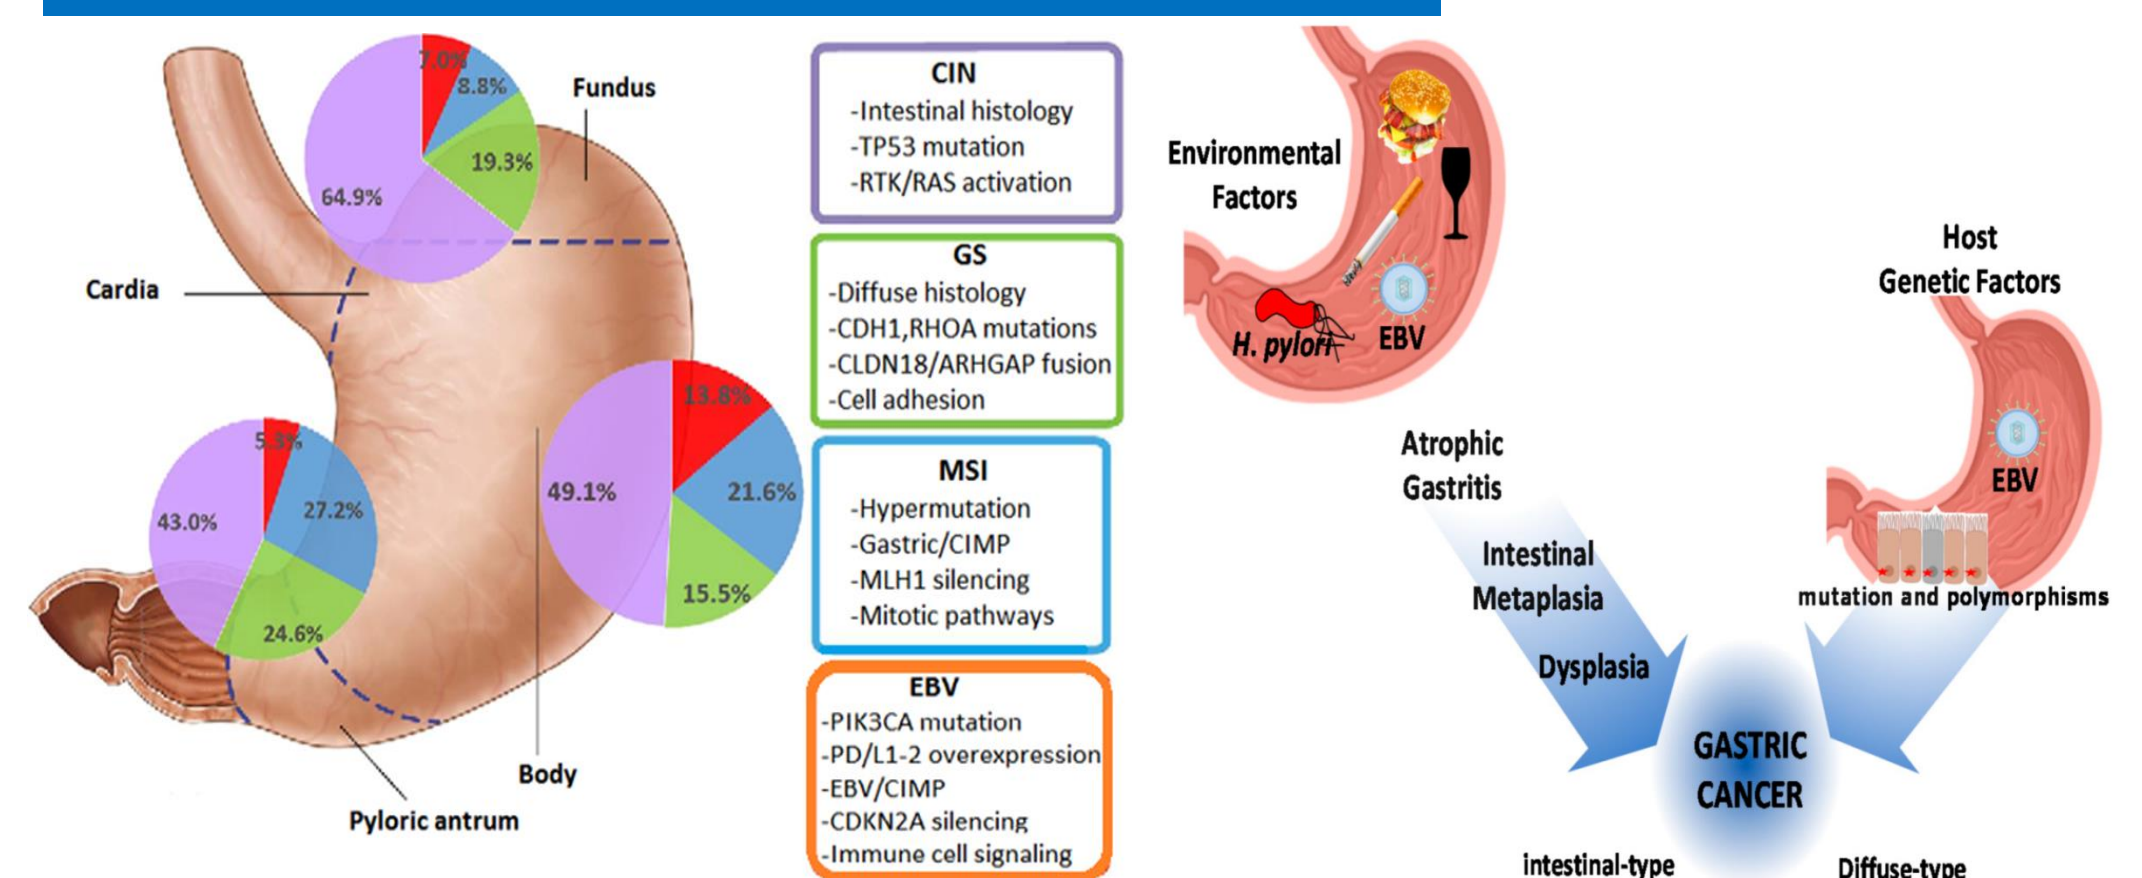 7.0%
8.8%
19.3%
64.9%
Fundus
Cardia
13.8%
21.6%
15.5%
49.1%
5.3%
27.2%
24.6%
43.0%
Body
Pyloric antrum
CIN
-Intestinal histology
-TP53 mutation
-RTK/RAS activation
GS
-Diffuse histology
-CDH1,RHOA mutations
-CLDN18/ARHGAP fusion
-Cell adhesion
MSI
-Hypermutation
-Gastric/CIMP
-MLH1 silencing
-Mitotic pathways
EBV
-PIK3CA mutation
-PD/L1-2 overexpression
-EBV/CIMP
-CDKN2A silencing
-Immune cell signaling
Environmental
Factors
H. pylori
EBV
Host
Genetic Factors
EBV
mutation and polymorphisms
Atrophic
Gastritis
Intestinal
Metaplasia
Dysplasia
GASTRIC
CANCER
intestinal-type
Diffuse-type